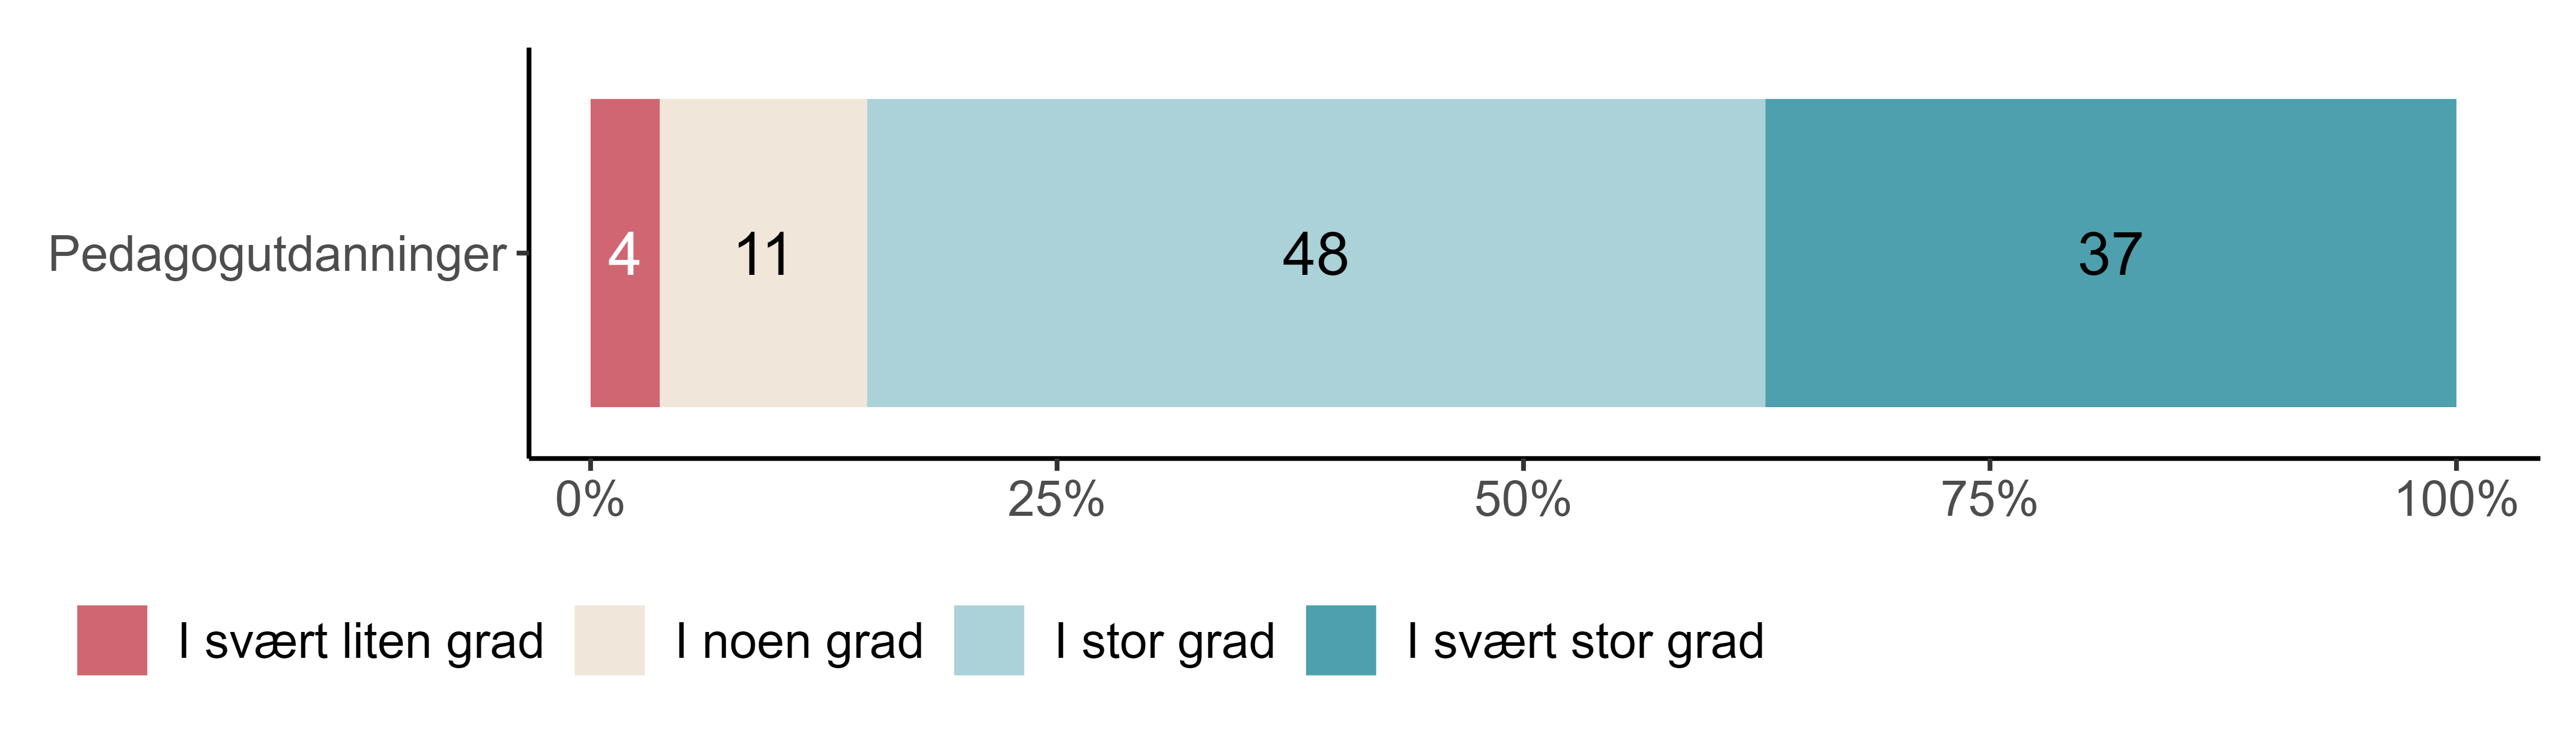 Pedagogutdanninger 4 11 48 37
0% 25% 50% 75% 100%
I svært liten grad I noen grad I stor grad I svært stor grad